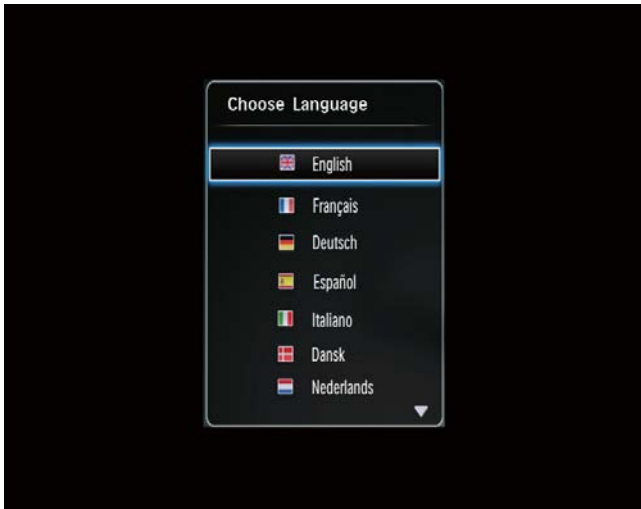 Choose Language
English
Français
Deutsch
Español
Italiano
Dansk
Nederlands